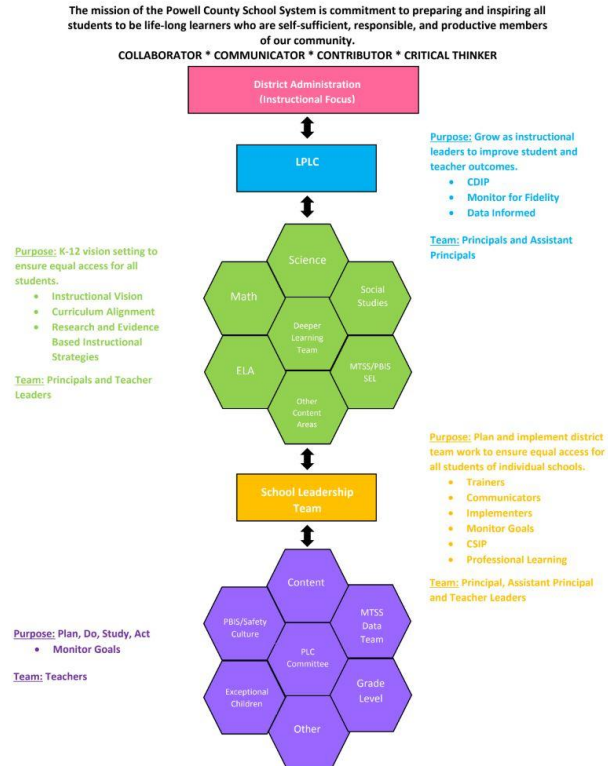 The mission of the Powell County School System is commitment to preparing and inspiring all
students to be life-long learners who are self-sufficient, responsible, and productive members
of our community.
COLLABORATOR * COMMUNICATOR * CONTRIBUTOR * CRITICAL THINKER
District Administration
(Instructional Focus)
LPLC
Purpose: Grow as instructional
leaders to improve student and
teacher outcomes.
• CDIP
• Monitor for Fidelity
• Data Informed
Team: Principals and Assistant
Principals
Purpose: K-12 vision setting to
ensure equal access for all
students.
• Instructional Vision
• Curriculum Alignment
• Research and Evidence
Based Instructional
Strategies
Team: Principals and Teacher
Leaders
Science
Math
Social
Studies
Deeper
Learning
Team
ELA
MTSS/PBIS
SEL
Other
Content
Areas
School Leadership
Team
Purpose: Plan and implement district
team work to ensure equal access for
all students of individual schools.
• Trainers
• Communicators
• Implementers
• Monitor Goals
• CSIP
• Professional Learning
Team: Principal, Assistant Principal
and Teacher Leaders
Purpose: Plan, Do, Study, Act
• Monitor Goals
Team: Teachers
Content
PBIS/Safety
Culture
MTSS
Data
Team
PLC
Committee
Exceptional
Children
Grade
Level
Other